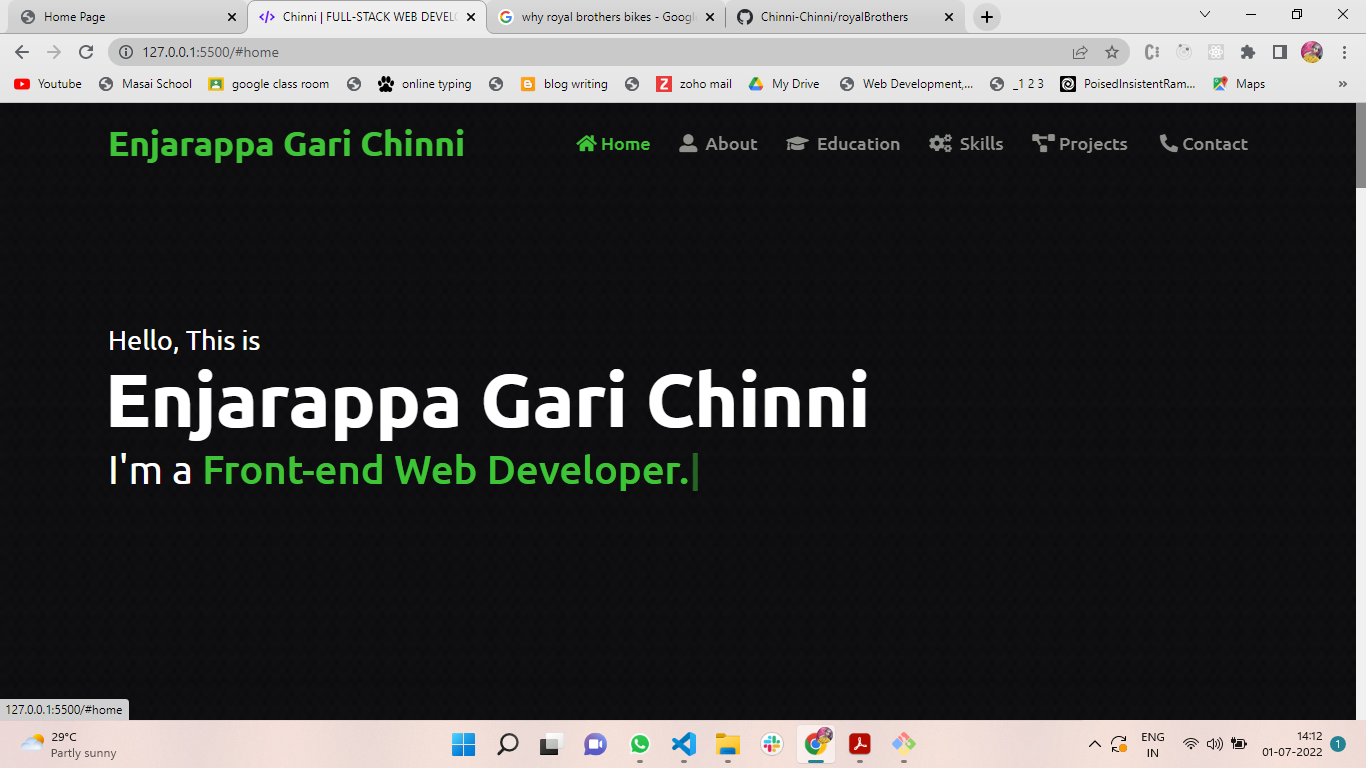 Home Page
Chinni | FULL-STACK WEB DEVELO
why royal brothers bikes - Googl
Chinni-Chinni/royalBrothers
127.0.0.1:5500/#home
Youtube
Masai School
google class room
online typing
blog writing
zoho mail
My Drive
Web Development,...
_1 2 3
PoisedInsistentRam...
Maps
Enjarappa Gari Chinni
Home
About
Education
Skills
Projects
Contact
Hello, This is
Enjarappa Gari Chinni
I'm a Front-end Web Developer.
127.0.0.1:5500/#home
29°C
Partly sunny
ENG
IN
14:12
01-07-2022
1